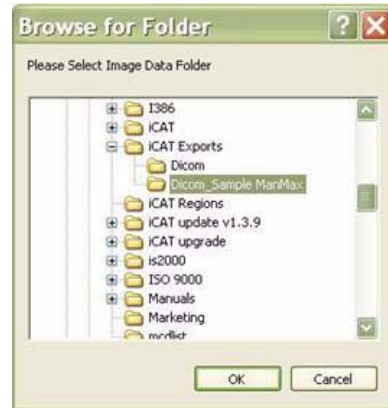 Browse for Folder
Please Select Image Data Folder
I386
iCAT
iCAT Exports
Dicom
Dicom_Sample ManMax
iCAT Regions
iCAT update v1.3.9
iCAT upgrade
is2000
ISO 9000
Manuals
Marketing
mcdlist
OK Cancel